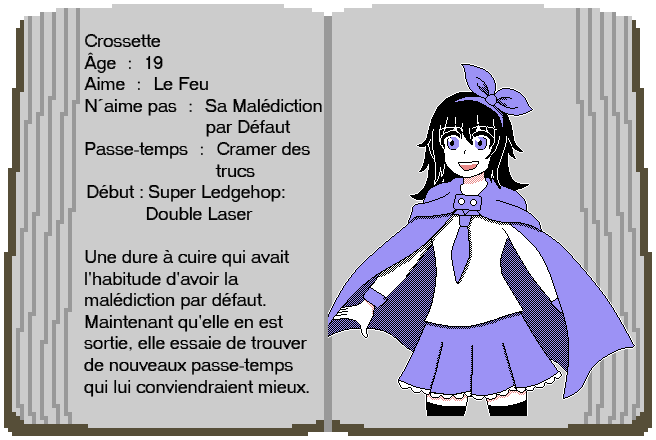 Crossette
Âge : 19
Aime : Le Feu
N´aime pas : Sa Malédiction
par Défaut
Passe-temps : Cramer des
trucs
Début : Super Ledgehop:
Double Laser
Une dure à cuire qui avait
l'habitude d'avoir la
malédiction par défaut.
Maintenant qu'elle en est
sortie, elle essaie de trouver
de nouveaux passe-temps
qui lui conviendraient mieux.